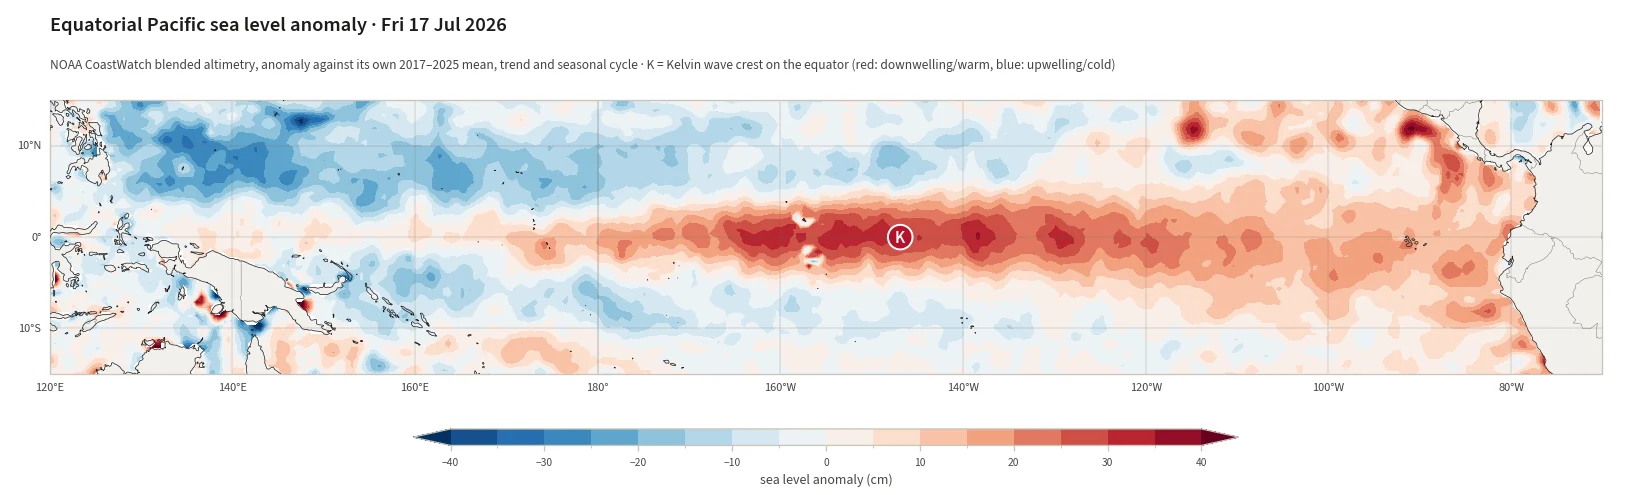 Equatorial Pacific sea level anomaly · Fri 17 Jul 2026
NOAA CoastWatch blended altimetry, anomaly against its own 2017–2025 mean, trend and seasonal cycle · K = Kelvin wave crest on the equator (red: downwelling/warm, blue: upwelling/cold)
10°N
0°
10°S
K
120°E 140°E 160°E 180° 160°W 140°W 120°W 100°W 80°W
−40 −30 −20 −10 0 10 20 30 40
sea level anomaly (cm)